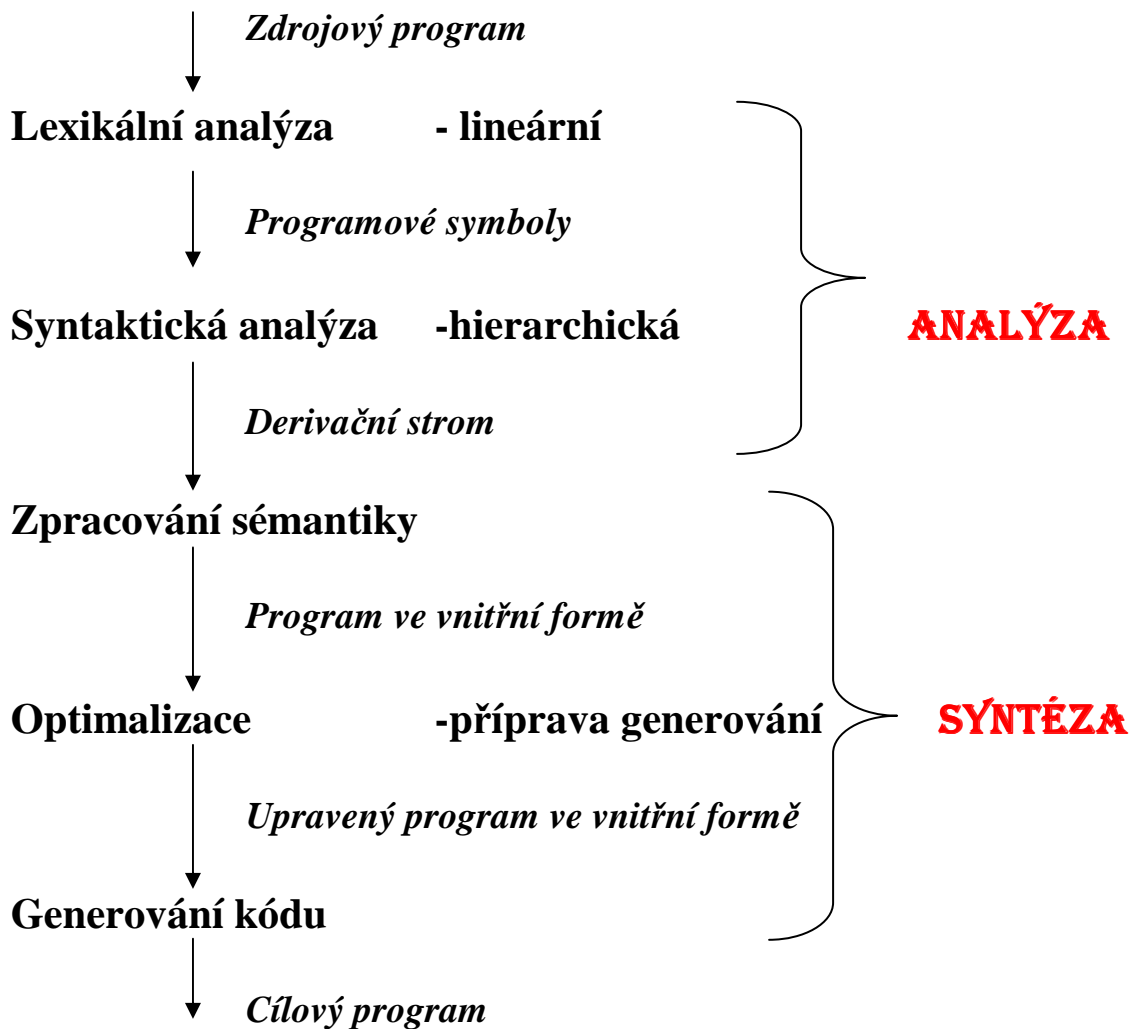 Zdrojový program
Lexikální analýza - lineární
Programové symboly
Syntaktická analýza -hierarchická
ANALÝZA
Derivační strom
Zpracování sémantiky
Program ve vnitřní formě
Optimalizace -příprava generování
SYNTÉZA
Upravený program ve vnitřní formě
Generování kódu
Cílový program